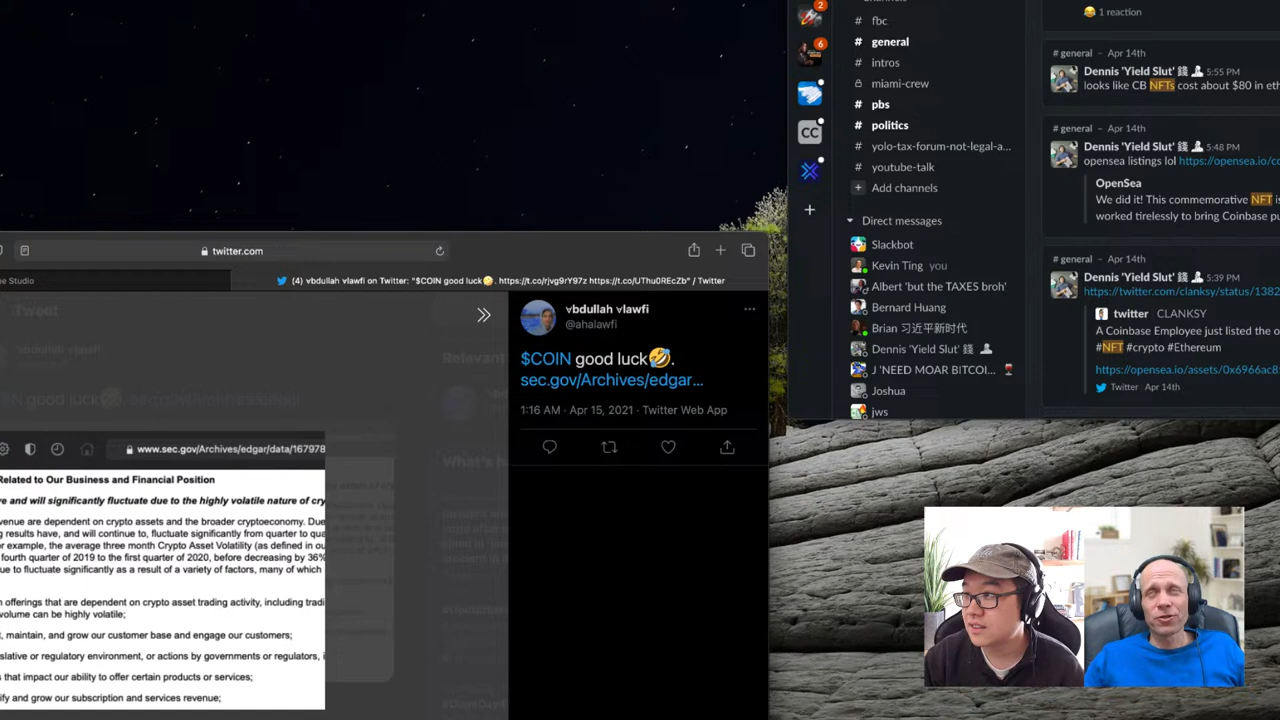 twitter.com
e Studio
(4) vbdullah vlawfi on Twitter: "$COIN good luck🤣. https://t.co/rjvg9rY97z https://t.co/UThu0REcZb" / Twitter
Tweet
vbdullah vlawfi
vbdullah vlawfi
@ahalawfi
$COIN good luck🤣.
sec.gov/Archives/edgar...
1:16 AM · Apr 15, 2021 · Twitter Web App
www.sec.gov/Archives/edgar/data/167978
Related to Our Business and Financial Position
re and will significantly fluctuate due to the highly volatile nature of cry
venue are dependent on crypto assets and the broader cryptoeconomy. Due
g results have, and will continue to, fluctuate significantly from quarter to qua
or example, the average three month Crypto Asset Volatility (as defined in ou
fourth quarter of 2019 to the first quarter of 2020, before decreasing by 36%
ue to fluctuate significantly as a result of a variety of factors, many of which
n offerings that are dependent on crypto asset trading activity, including tradi
volume can be highly volatile;
t, maintain, and grow our customer base and engage our customers;
slative or regulatory environment, or actions by governments or regulators, i
s that impact our ability to offer certain products or services;
ify and grow our subscription and services revenue;
2
6
CC
# fbc
# general
# intros
miami-crew
# pbs
# politics
# yolo-tax-forum-not-legal-a...
# youtube-talk
+ Add channels
Direct messages
Slackbot
Kevin Ting you
Albert 'but the TAXES broh'
Bernard Huang
Brian 习近平新时代
Dennis 'Yield Slut' 錢
J 'NEED MOAR BITCOI...
Joshua
jws
😂 1 reaction
# general – Apr 14th
Dennis 'Yield Slut' 錢 5:55 PM
looks like CB NFTs cost about $80 in eth
# general – Apr 14th
Dennis 'Yield Slut' 錢 5:48 PM
opensea listings lol https://opensea.io/co
OpenSea
We did it! This commemorative NFT is
worked tirelessly to bring Coinbase pu
# general – Apr 14th
Dennis 'Yield Slut' 錢 5:39 PM
https://twitter.com/clanksy/status/1382
twitter CLANSKY
A Coinbase Employee just listed the o
#NFT #crypto #Ethereum
https://opensea.io/assets/0x6966ac8
Twitter Apr 14th